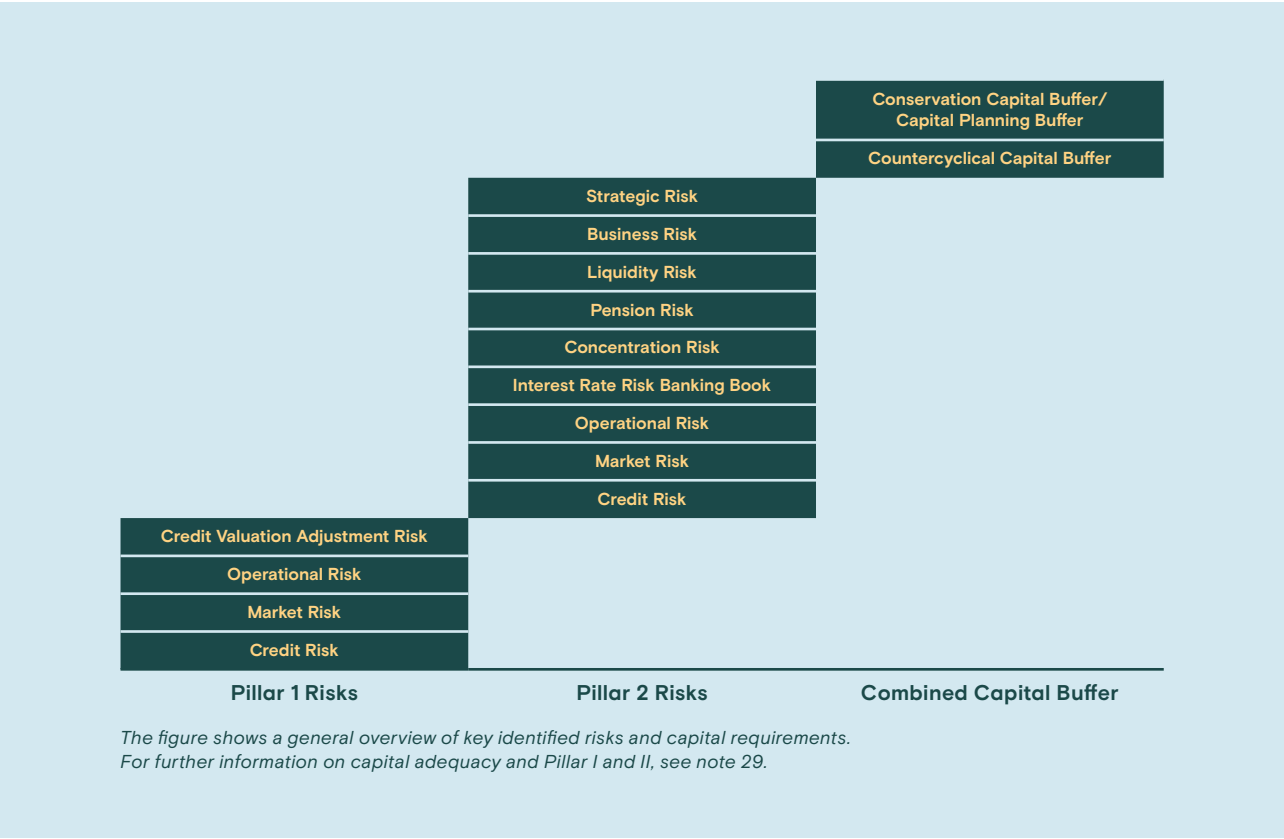 Conservation Capital Buffer/
Capital Planning Buffer
Countercyclical Capital Buffer
Strategic Risk
Business Risk
Liquidity Risk
Pension Risk
Concentration Risk
Interest Rate Risk Banking Book
Operational Risk
Market Risk
Credit Risk
Credit Valuation Adjustment Risk
Operational Risk
Market Risk
Credit Risk
Pillar 1 Risks
Pillar 2 Risks
Combined Capital Buffer
The figure shows a general overview of key identified risks and capital requirements.
For further information on capital adequacy and Pillar I and II, see note 29.